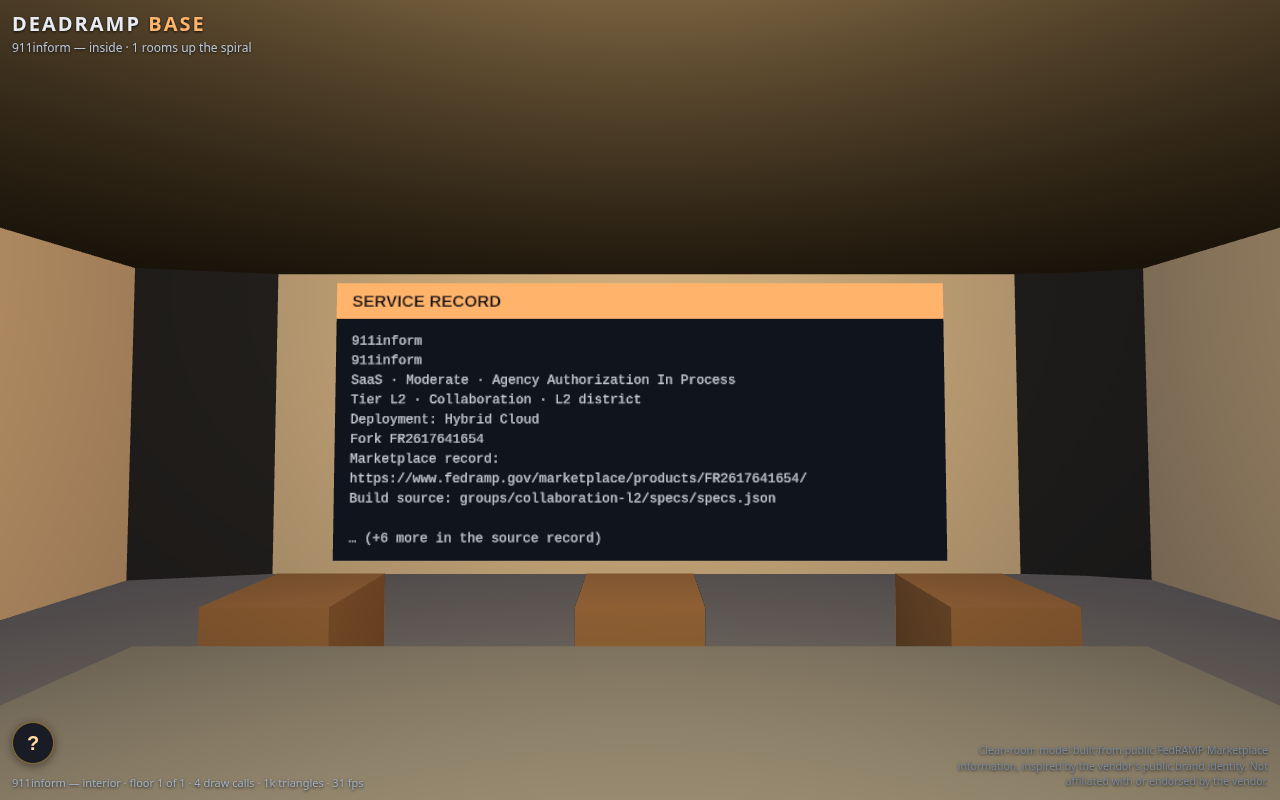 DEADRAMP BASE
911inform — inside · 1 rooms up the spiral
SERVICE RECORD
911inform
911inform
SaaS · Moderate · Agency Authorization In Process
Tier L2 · Collaboration · L2 district
Deployment: Hybrid Cloud
Fork FR2617641654
Marketplace record:
https://www.fedramp.gov/marketplace/products/FR2617641654/
Build source: groups/collaboration-l2/specs/specs.json
… (+6 more in the source record)
?
911inform — interior · floor 1 of 1 · 4 draw calls · 1k triangles · 31 fps
Clean-room model built from public FedRAMP Marketplace
information, inspired by the vendor's public brand identity. Not
affiliated with or endorsed by the vendor.